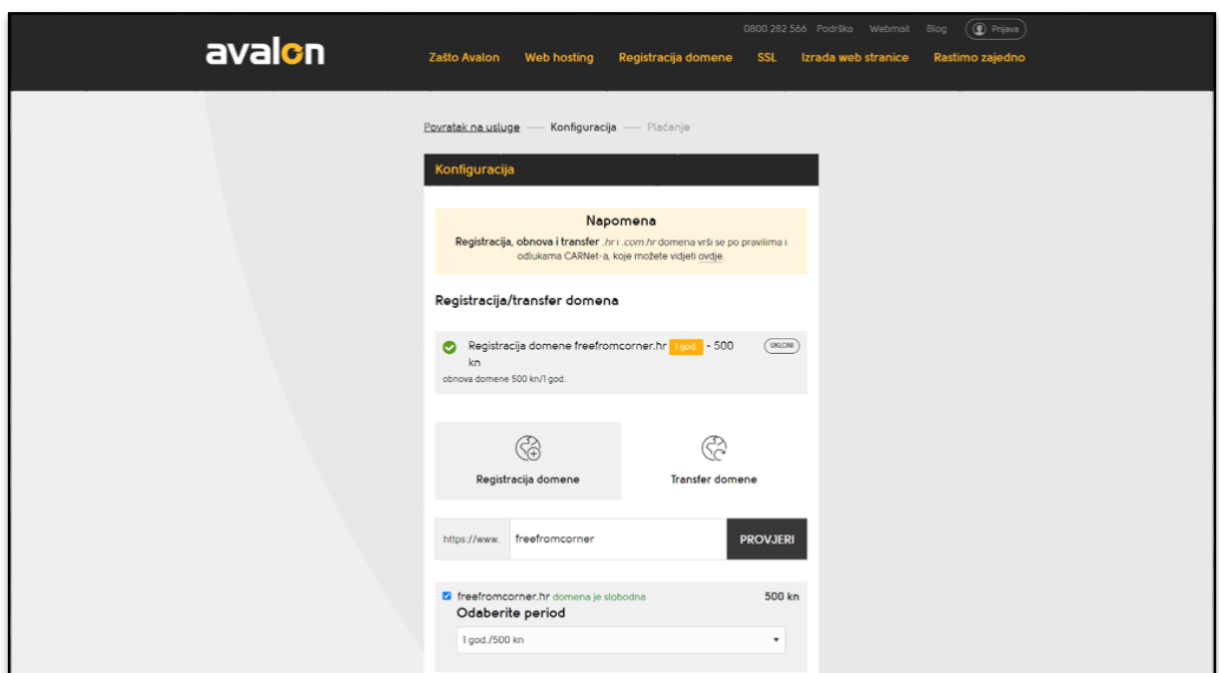 0800 282 566 Podrška Webmail Blog Prijava
avalon
Zašto Avalon Web hosting Registracija domene SSL Izrada web stranice Rastimo zajedno
Povratak na usluge — Konfiguracija — Plaćanje
Konfiguracija
Napomena
Registracija, obnova i transfer .hr i .com.hr domena vrši se po pravilima i
odlukama CARNet-a, koje možete vidjeti ovdje.
Registracija/transfer domena
Registracija domene freefromcorner.hr 1 god. - 500
kn
UKLONI
obnova domene 500 kn/1 god.
Registracija domene
Transfer domene
https://www. freefromcorner PROVJERI
freefromcorner.hr domena je slobodna 500 kn
Odaberite period
1 god./500 kn